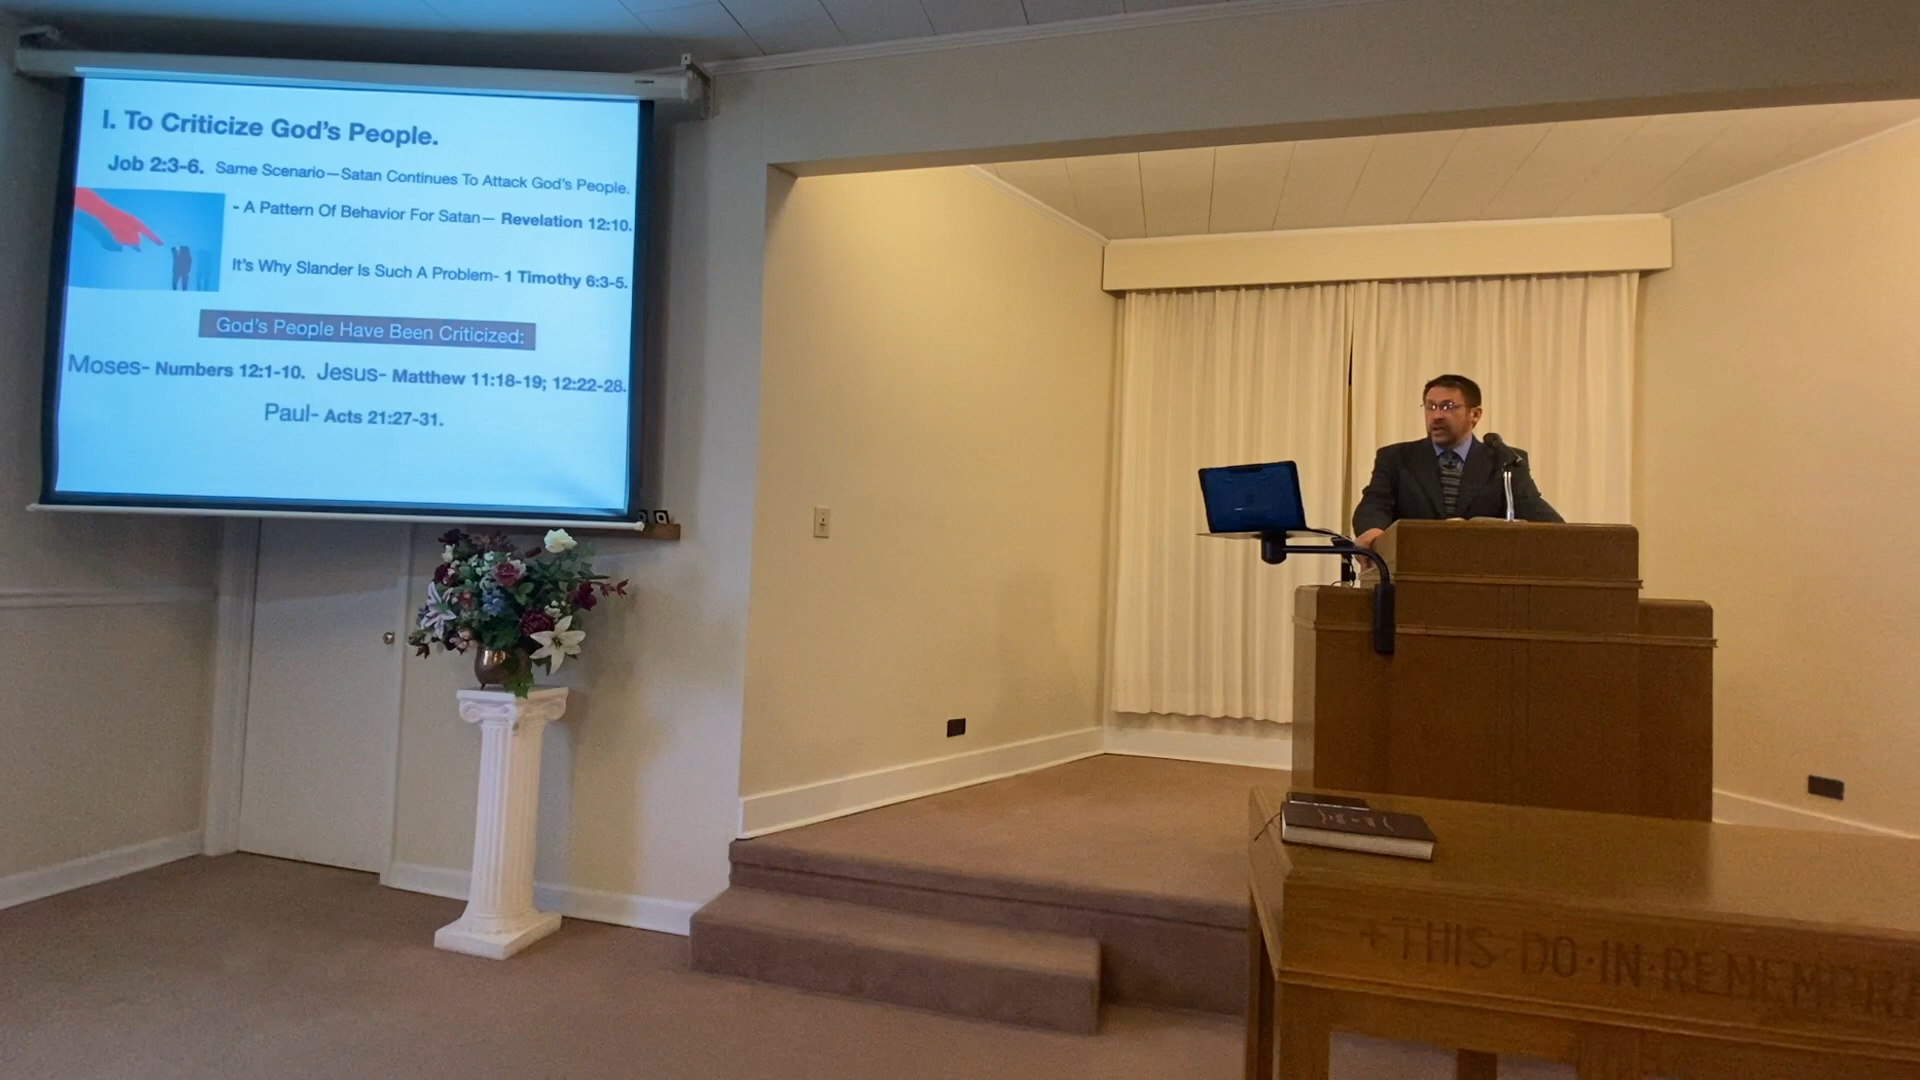 I. To Criticize God's People.
Job 2:3-6. Same Scenario—Satan Continues To Attack God's People.
- A Pattern Of Behavior For Satan— Revelation 12:10.
It's Why Slander Is Such A Problem- 1 Timothy 6:3-5.
God's People Have Been Criticized:
Moses- Numbers 12:1-10. Jesus- Matthew 11:18-19; 12:22-28.
Paul- Acts 21:27-31.
+THIS·DO·IN·REMEMBRA